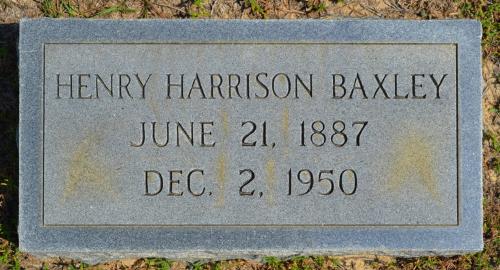 HENRY HARRISON BAXLEY
JUNE 21, 1887
DEC. 2, 1950